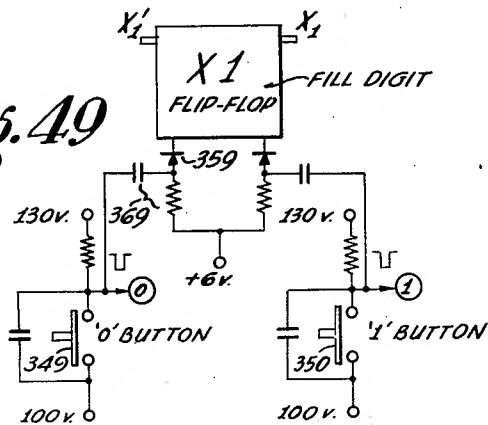 X₁'
X₁
X1
FLIP-FLOP
FILL DIGIT
.49
359
369
130v.
+6v.
130v.
0
1
'0' BUTTON
'1' BUTTON
349
350
100v.
100v.